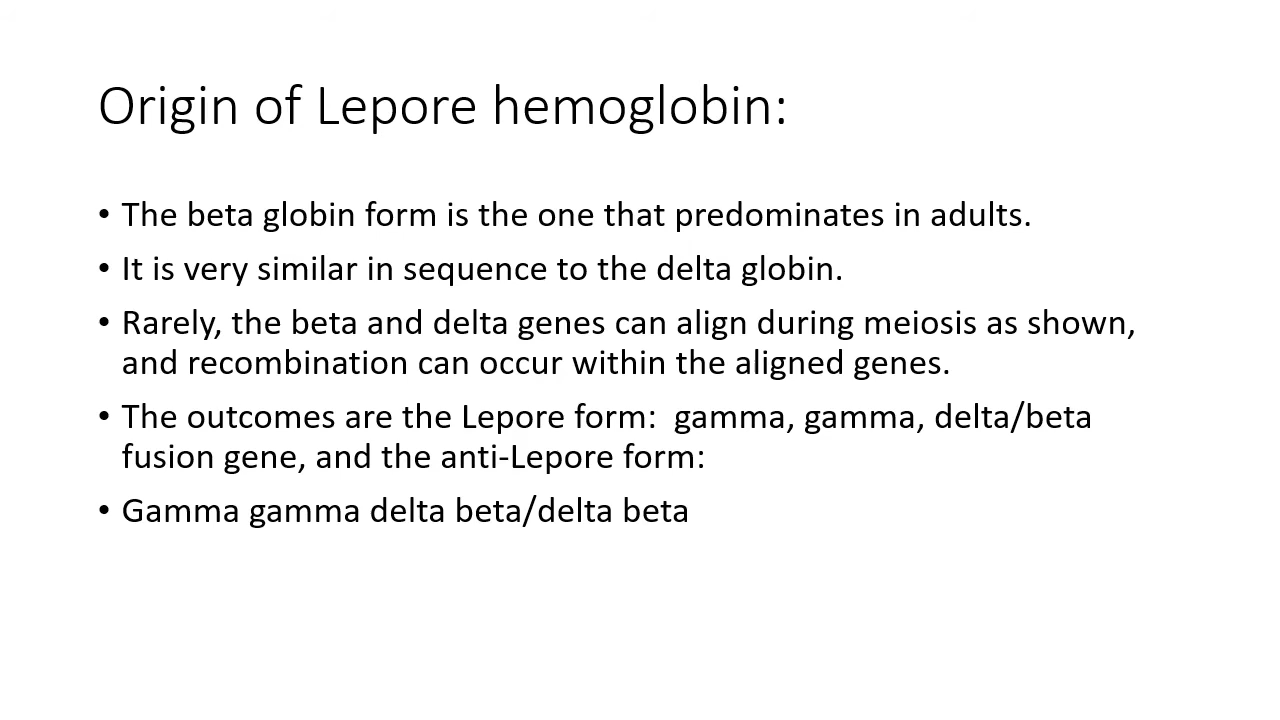 Origin of Lepore hemoglobin:
• The beta globin form is the one that predominates in adults.
• It is very similar in sequence to the delta globin.
• Rarely, the beta and delta genes can align during meiosis as shown,
and recombination can occur within the aligned genes.
• The outcomes are the Lepore form:  gamma, gamma, delta/beta
fusion gene, and the anti-Lepore form:
• Gamma gamma delta beta/delta beta